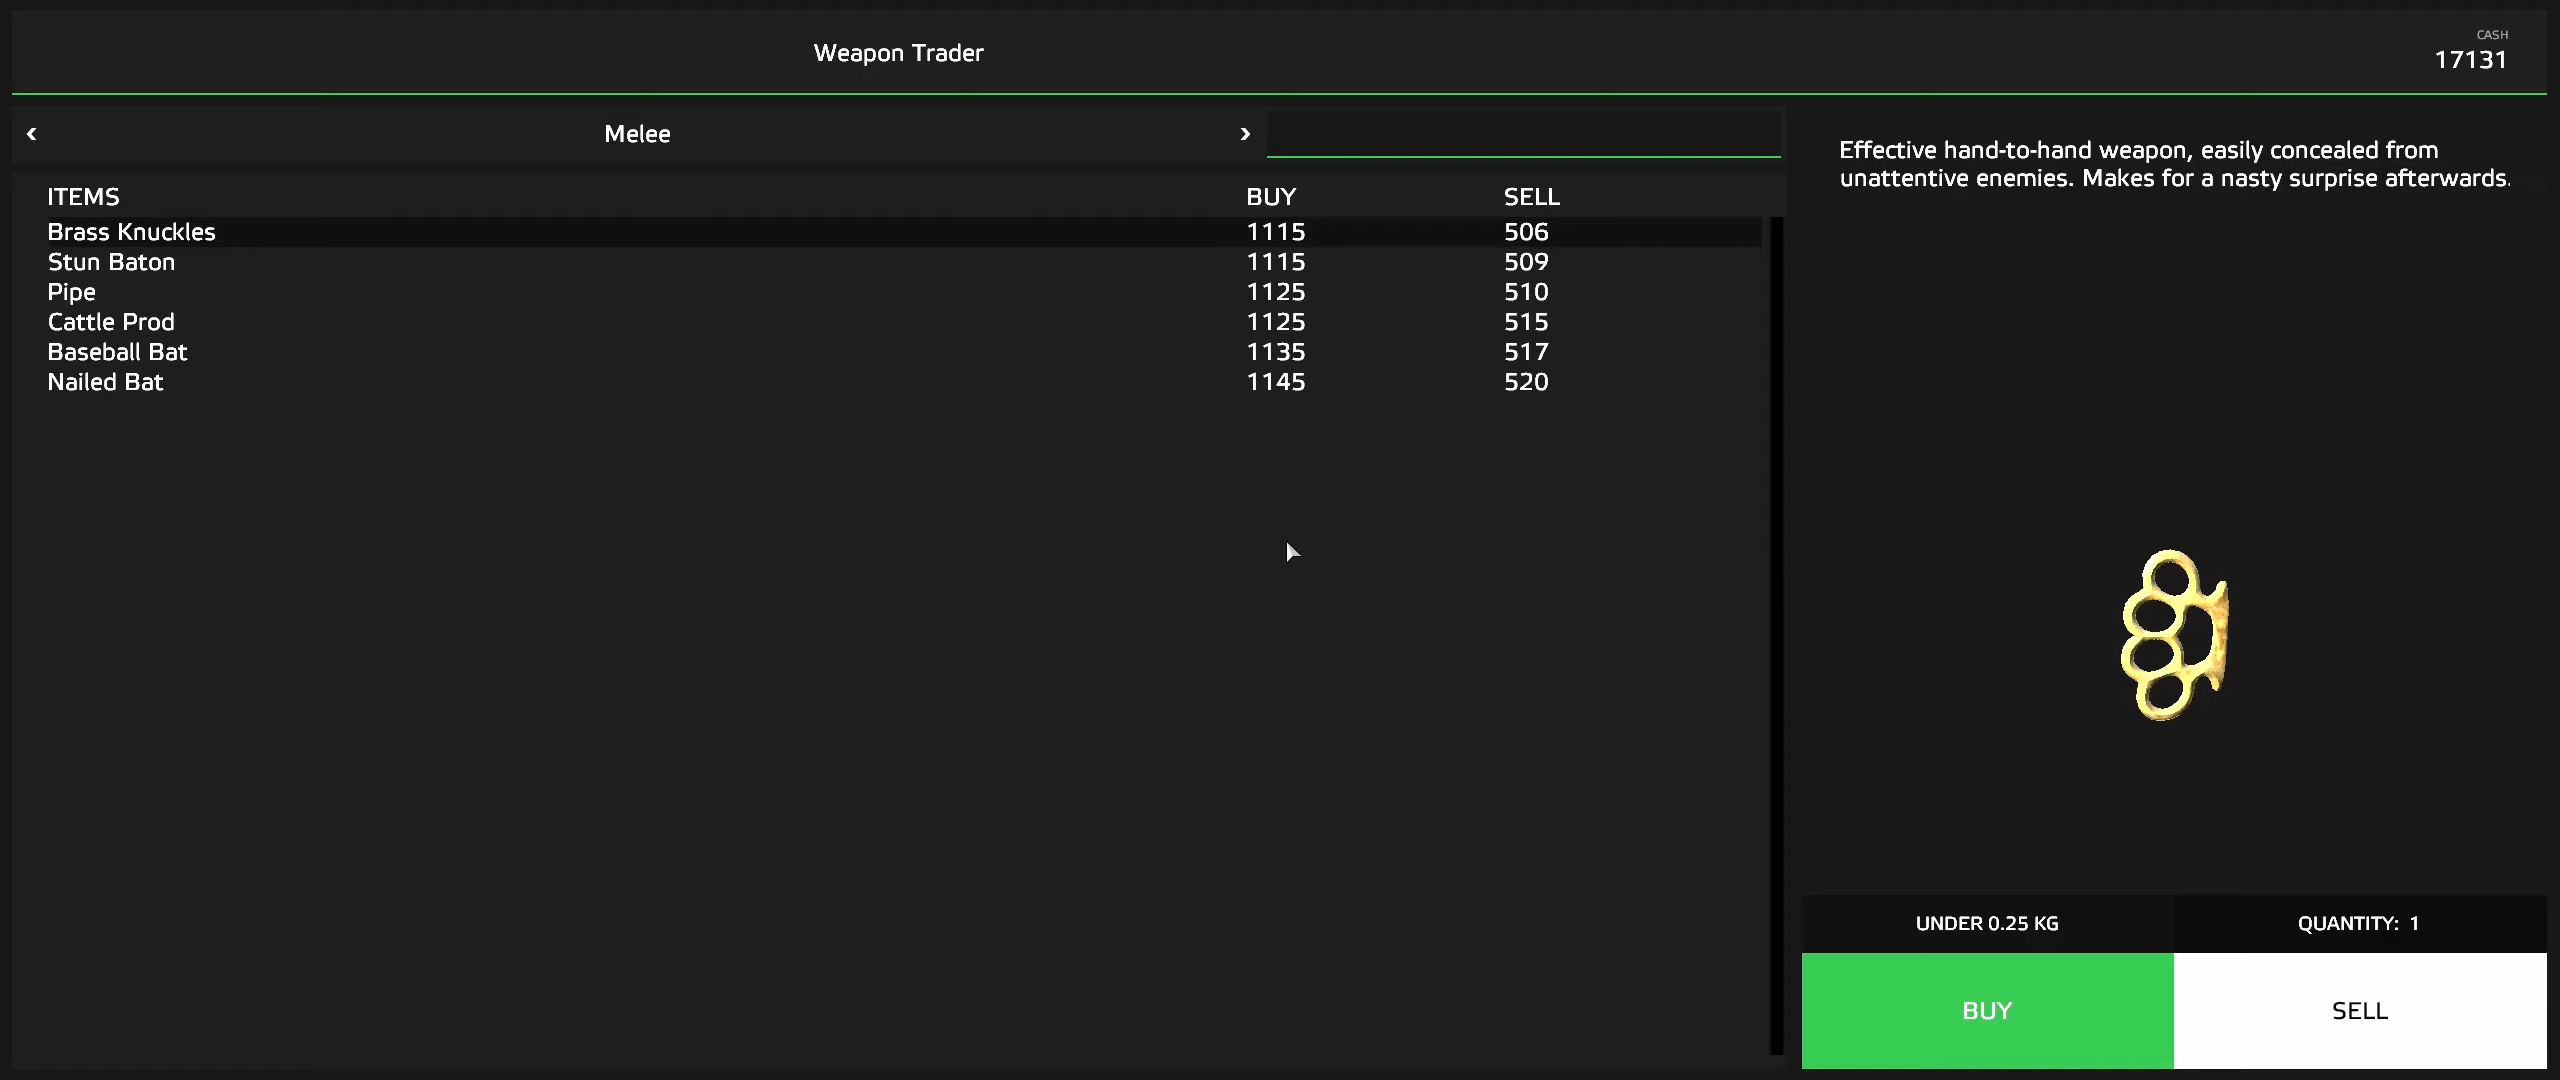 Weapon Trader
CASH
17131
‹ Melee ›
ITEMS BUY SELL
Brass Knuckles 1115 506
Stun Baton 1115 509
Pipe 1125 510
Cattle Prod 1125 515
Baseball Bat 1135 517
Nailed Bat 1145 520
Effective hand-to-hand weapon, easily concealed from
unattentive enemies. Makes for a nasty surprise afterwards.
UNDER 0.25 KG QUANTITY: 1
BUY SELL